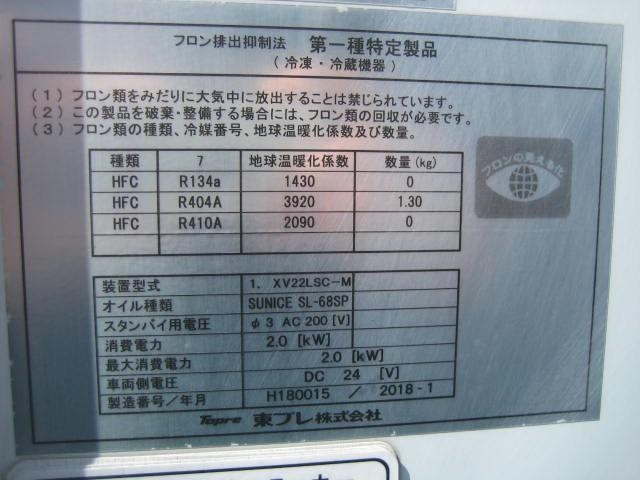 フロン排出抑制法 第一種特定製品
(冷凍・冷蔵機器)
(1) フロン類をみだりに大気中に放出することは禁じられています。
(2) この製品を破棄・整備する場合には、フロン類の回収が必要です。
(3) フロン類の種類、冷媒番号、地球温暖化係数及び数量。
フロンの見える化
種類 7 地球温暖化係数 数量(kg)
HFC R134a 1430 0
HFC R404A 3920 1.30
HFC R410A 2090 0
装置型式 1. XV22LSC-M
オイル種類 SUNICE SL-68SP
スタンバイ用電圧 φ3 AC200 [V]
消費電力 2.0 [kW]
最大消費電力 2.0 [kW]
車両側電圧 DC 24 [V]
製造番号/年月 H180015 / 2018-1
Topre 東プレ株式会社